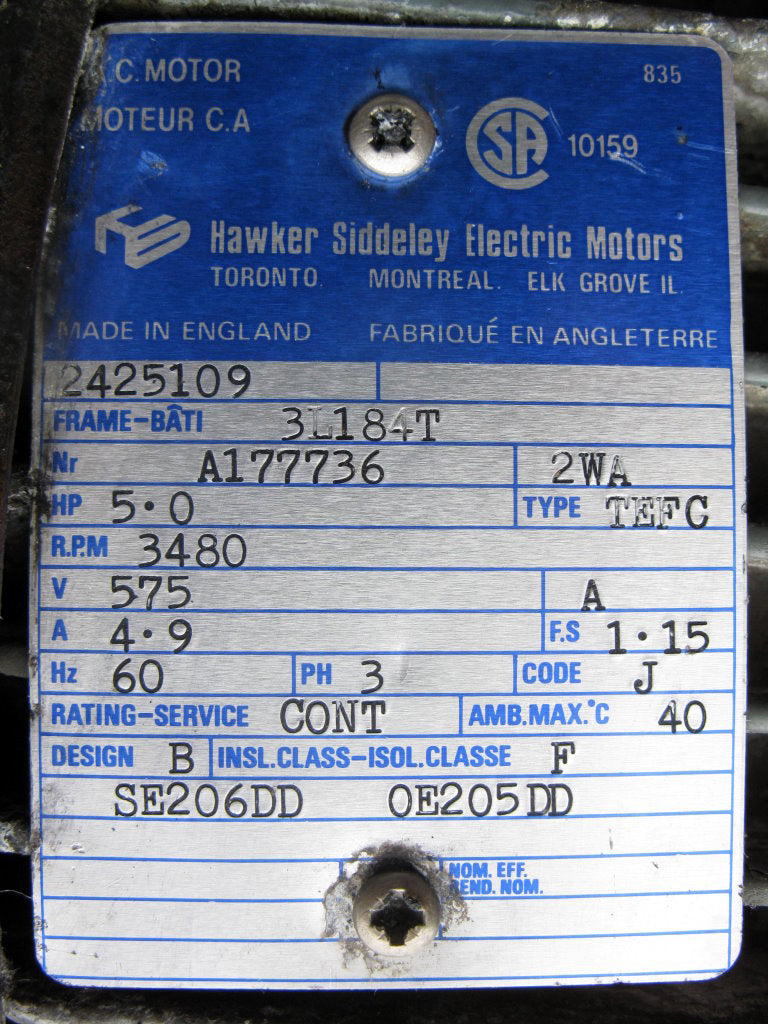 A.C. MOTOR 835
MOTEUR C.A
CSA 10159
Hawker Siddeley Electric Motors
TORONTO. MONTREAL. ELK GROVE IL.
MADE IN ENGLAND FABRIQUÉ EN ANGLETERRE
2425109
FRAME-BÂTI 3L184T
Nr A177736 2WA
HP 5·0 TYPE TEFC
R.P.M 3480
V 575 A
A 4·9 F.S 1·15
Hz 60 PH 3 CODE J
RATING-SERVICE CONT AMB.MAX.°C 40
DESIGN B INSL.CLASS-ISOL.CLASSE F
SE206DD OE205DD
NOM. EFF.
REND. NOM.